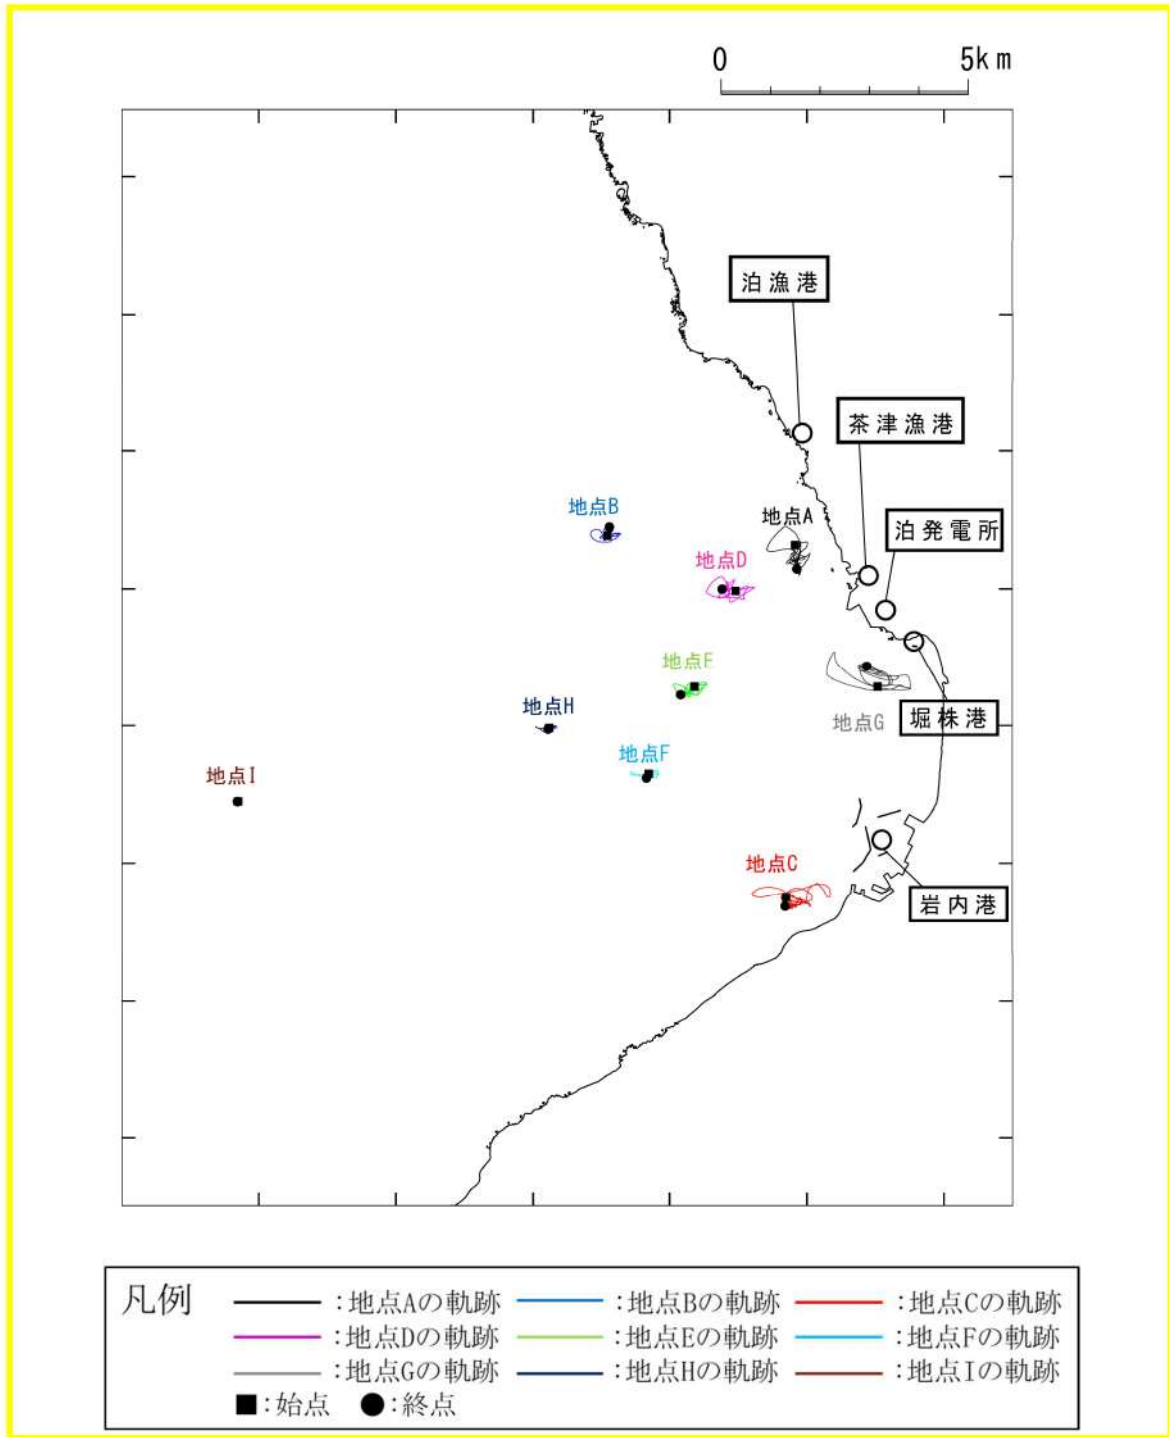 0 5km
泊漁港
茶津漁港
地点B
地点A
泊発電所
地点D
地点E
地点H
地点G
堀株港
地点F
地点I
地点C
岩内港
凡例 :地点Aの軌跡 :地点Bの軌跡 :地点Cの軌跡
:地点Dの軌跡 :地点Eの軌跡 :地点Fの軌跡
:地点Gの軌跡 :地点Hの軌跡 :地点Iの軌跡
■:始点 ●:終点